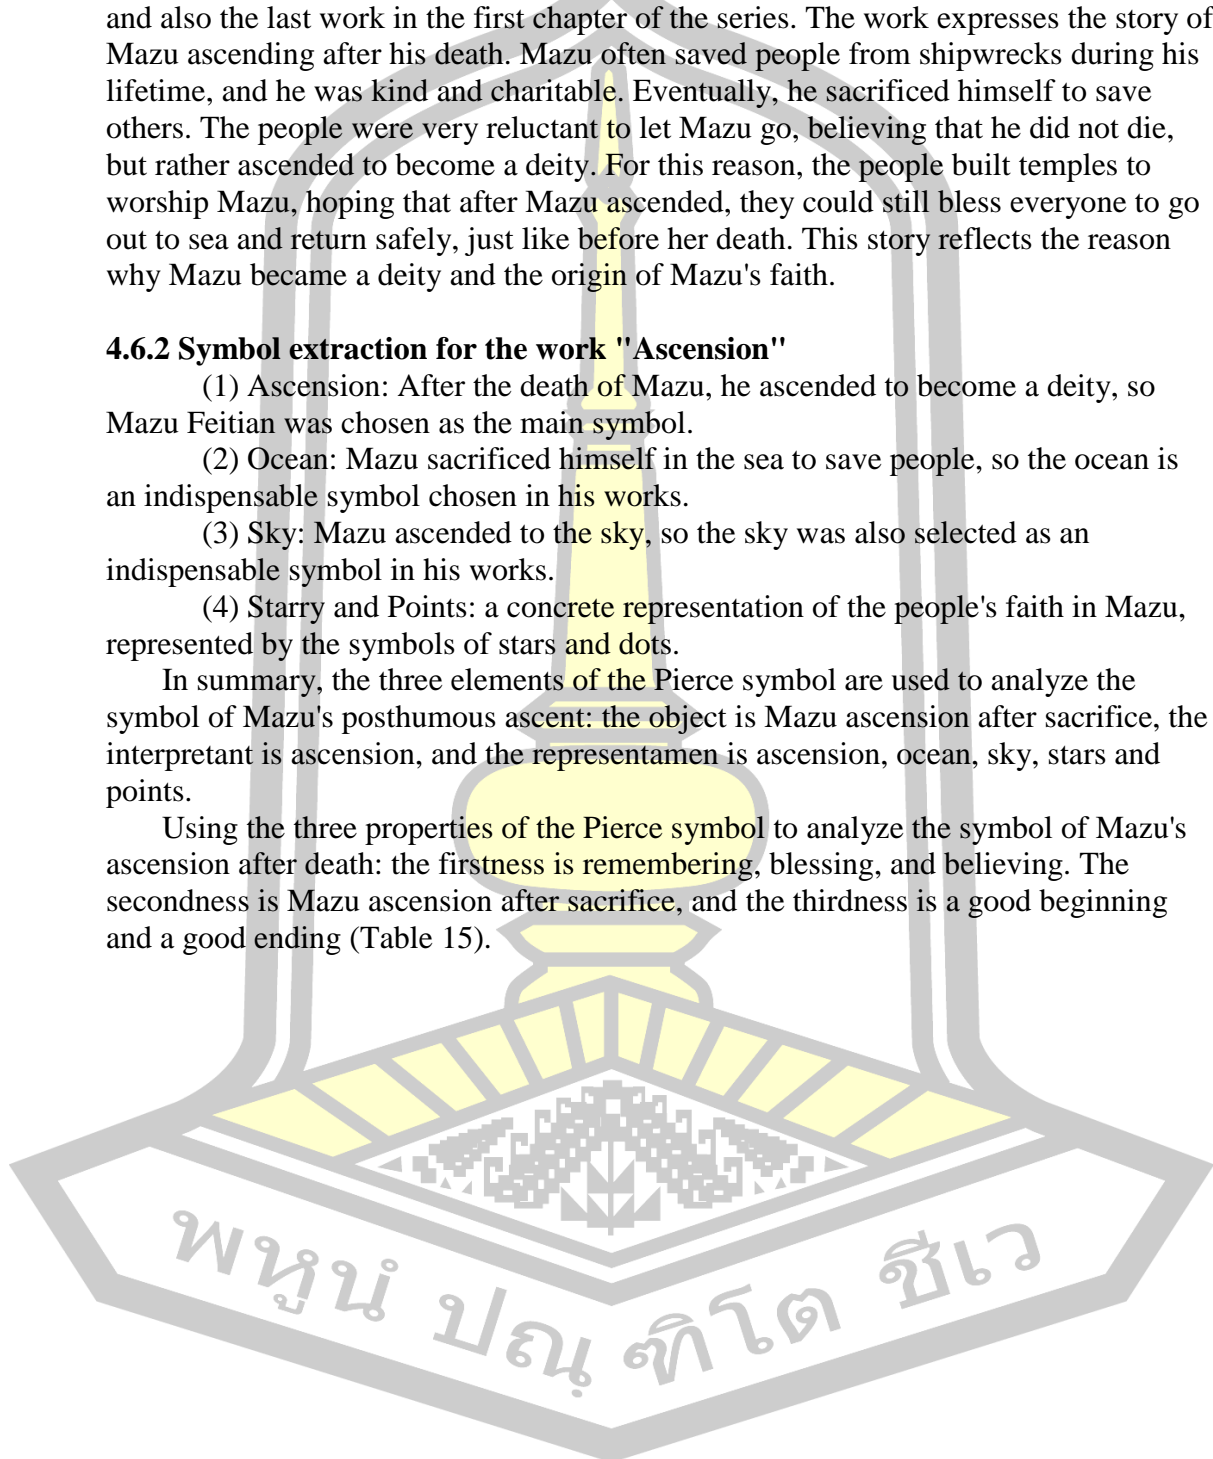 and also the last work in the first chapter of the series. The work expresses the story of
Mazu ascending after his death. Mazu often saved people from shipwrecks during his
lifetime, and he was kind and charitable. Eventually, he sacrificed himself to save
others. The people were very reluctant to let Mazu go, believing that he did not die,
but rather ascended to become a deity. For this reason, the people built temples to
worship Mazu, hoping that after Mazu ascended, they could still bless everyone to go
out to sea and return safely, just like before her death. This story reflects the reason
why Mazu became a deity and the origin of Mazu's faith.
4.6.2 Symbol extraction for the work "Ascension"
(1) Ascension: After the death of Mazu, he ascended to become a deity, so
Mazu Feitian was chosen as the main symbol.
(2) Ocean: Mazu sacrificed himself in the sea to save people, so the ocean is
an indispensable symbol chosen in his works.
(3) Sky: Mazu ascended to the sky, so the sky was also selected as an
indispensable symbol in his works.
(4) Starry and Points: a concrete representation of the people's faith in Mazu,
represented by the symbols of stars and dots.
In summary, the three elements of the Pierce symbol are used to analyze the
symbol of Mazu's posthumous ascent: the object is Mazu ascension after sacrifice, the
interpretant is ascension, and the representamen is ascension, ocean, sky, stars and
points.
Using the three properties of the Pierce symbol to analyze the symbol of Mazu's
ascension after death: the firstness is remembering, blessing, and believing. The
secondness is Mazu ascension after sacrifice, and the thirdness is a good beginning
and a good ending (Table 15).
พหูนํ ปณฺฑิโต ชีเว